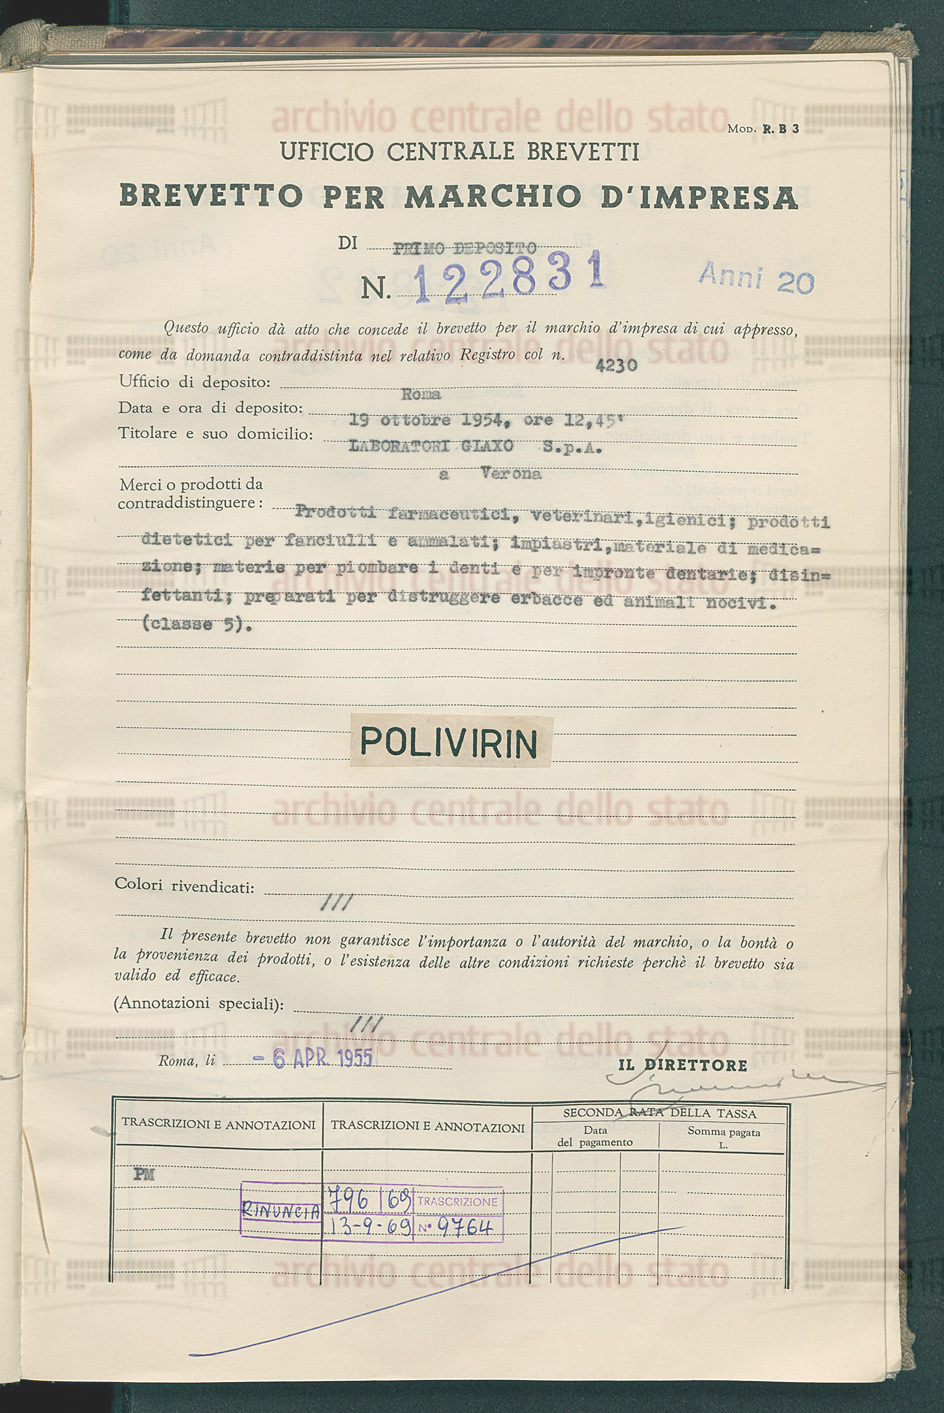 archivio centrale dello stato
MOD. R. B 3
UFFICIO CENTRALE BREVETTI
BREVETTO PER MARCHIO D'IMPRESA
DI PRIMO DEPOSITO
N. 122831
Anni 20
Questo ufficio dà atto che concede il brevetto per il marchio d'impresa di cui appresso,
come da domanda contraddistinta nel relativo Registro col n. 4230
archivio centrale dello stato
Ufficio di deposito: Roma
Data e ora di deposito: 19 ottobre 1954, ore 12,45'
Titolare e suo domicilio: LABORATORI GLAXO S.p.A.
a Verona
Merci o prodotti da
contraddistinguere: Prodotti farmaceutici, veterinari, igienici; prodotti
dietetici per fanciulli e ammalati; impiastri, materiale di medica=
zione; materie per piombare i denti e per impronte dentarie; disin=
archivio centrale dello stato
fettanti; preparati per distruggere erbacce ed animali nocivi.
(classe 5).
POLIVIRIN
archivio centrale dello stato
Colori rivendicati: ///
Il presente brevetto non garantisce l'importanza o l'autorità del marchio, o la bontà o
la provenienza dei prodotti, o l'esistenza delle altre condizioni richieste perchè il brevetto sia
valido ed efficace.
(Annotazioni speciali): ///
archivio centrale dello stato
Roma, li - 6 APR. 1955
IL DIRETTORE
TRASCRIZIONI E ANNOTAZIONI
TRASCRIZIONI E ANNOTAZIONI
SECONDA RATA DELLA TASSA
Data
del pagamento
Somma pagata
L.
PM
RINUNCIA
796 69 TRASCRIZIONE
13-9-69 N° 9764
archivio centrale dello stato